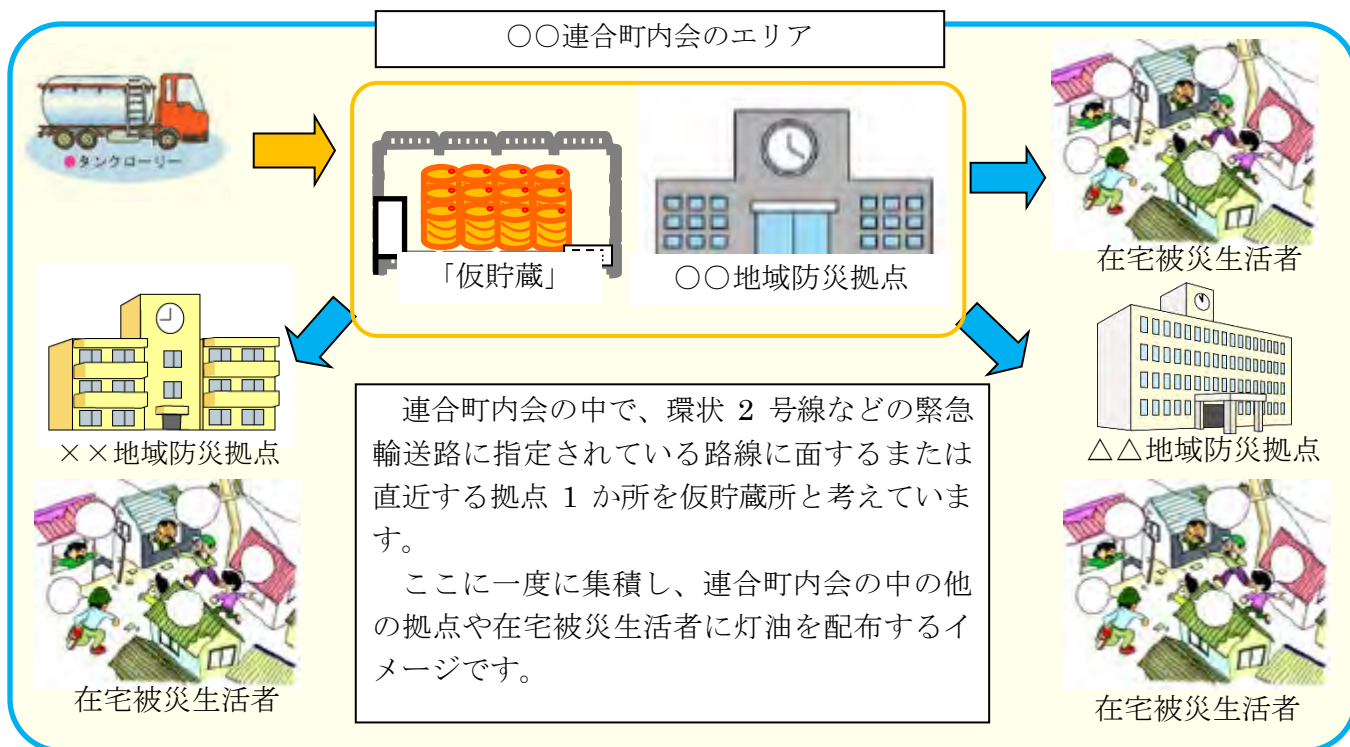 〇〇連合町内会のエリア
●タンクローリー
「仮貯蔵」
〇〇地域防災拠点
在宅被災生活者
××地域防災拠点
△△地域防災拠点
連合町内会の中で、環状 2 号線などの緊急
輸送路に指定されている路線に面するまたは
直近する拠点 1 か所を仮貯蔵所と考えていま
す。
ここに一度に集積し、連合町内会の中の他
の拠点や在宅被災生活者に灯油を配布するイ
メージです。
在宅被災生活者
在宅被災生活者